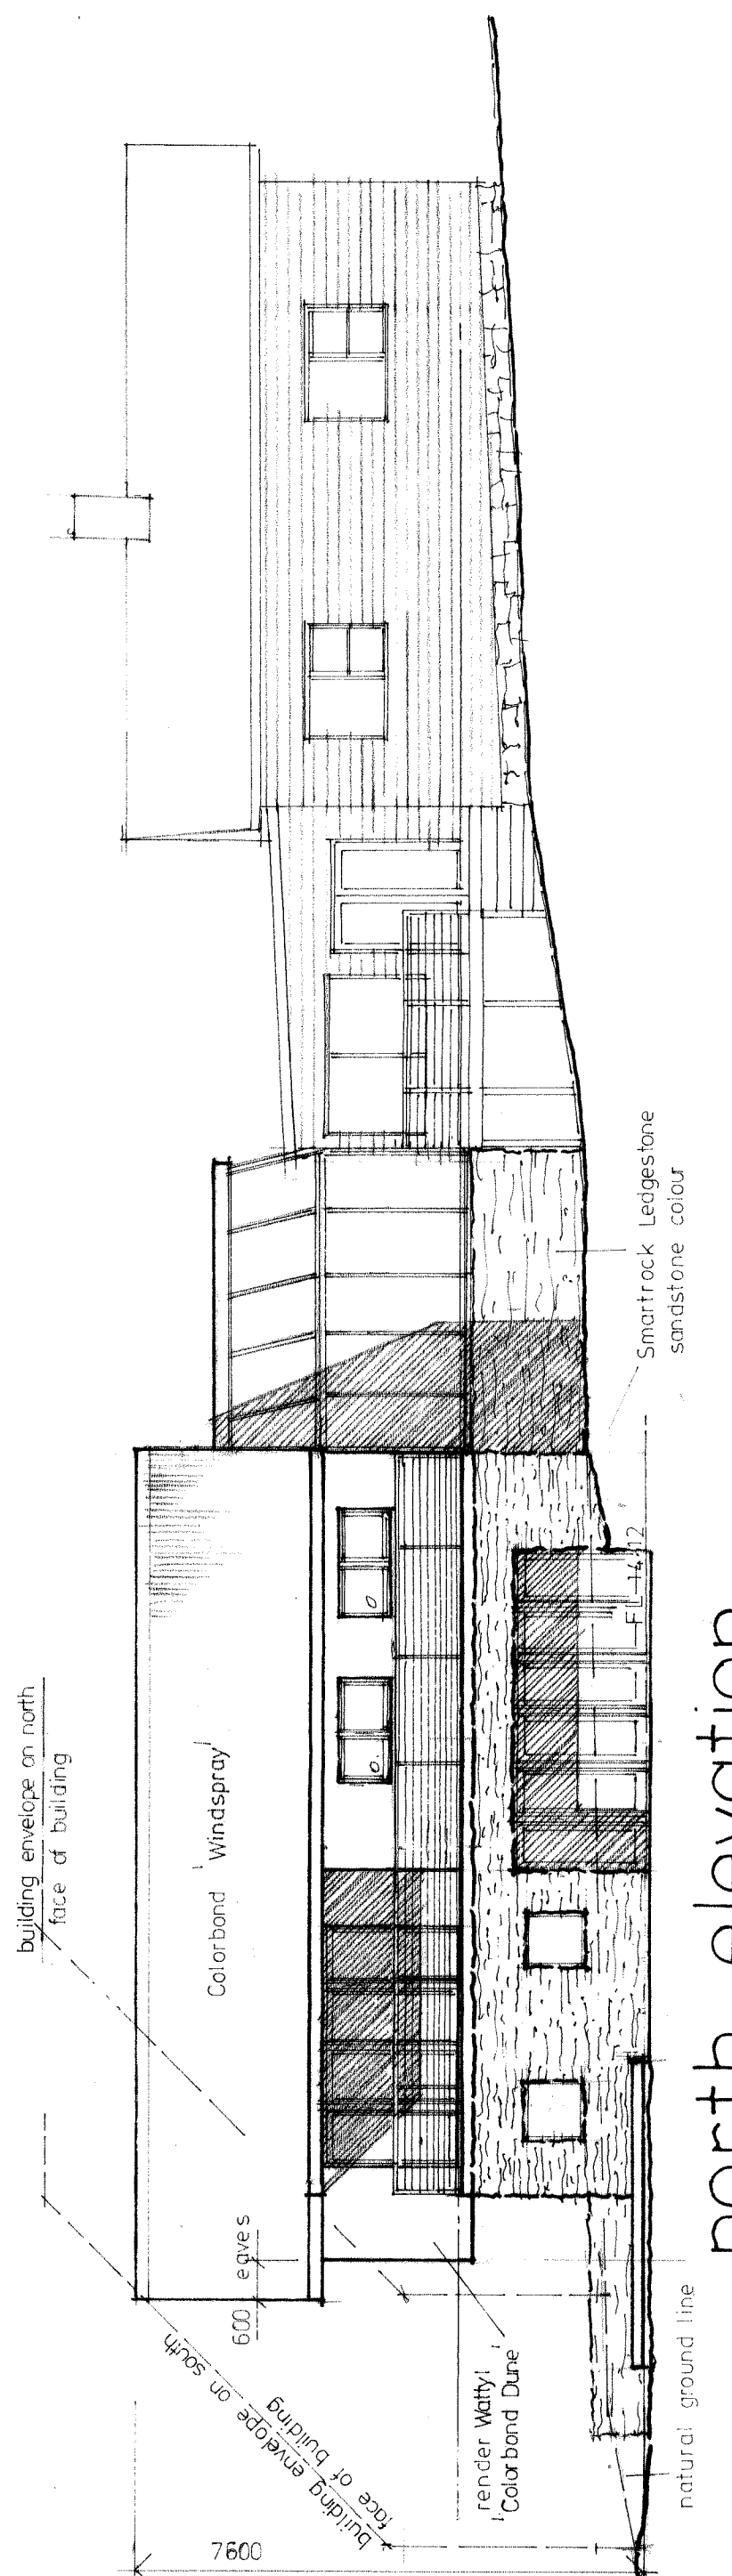 building envelope on north
face of building
Colorbond 'Windspray'
600 eaves
building envelope on south
face of building
7600
render Wattyl
'Colorbond Dune'
natural ground line
Smartrock Ledgestone
sandstone colour
north elevation